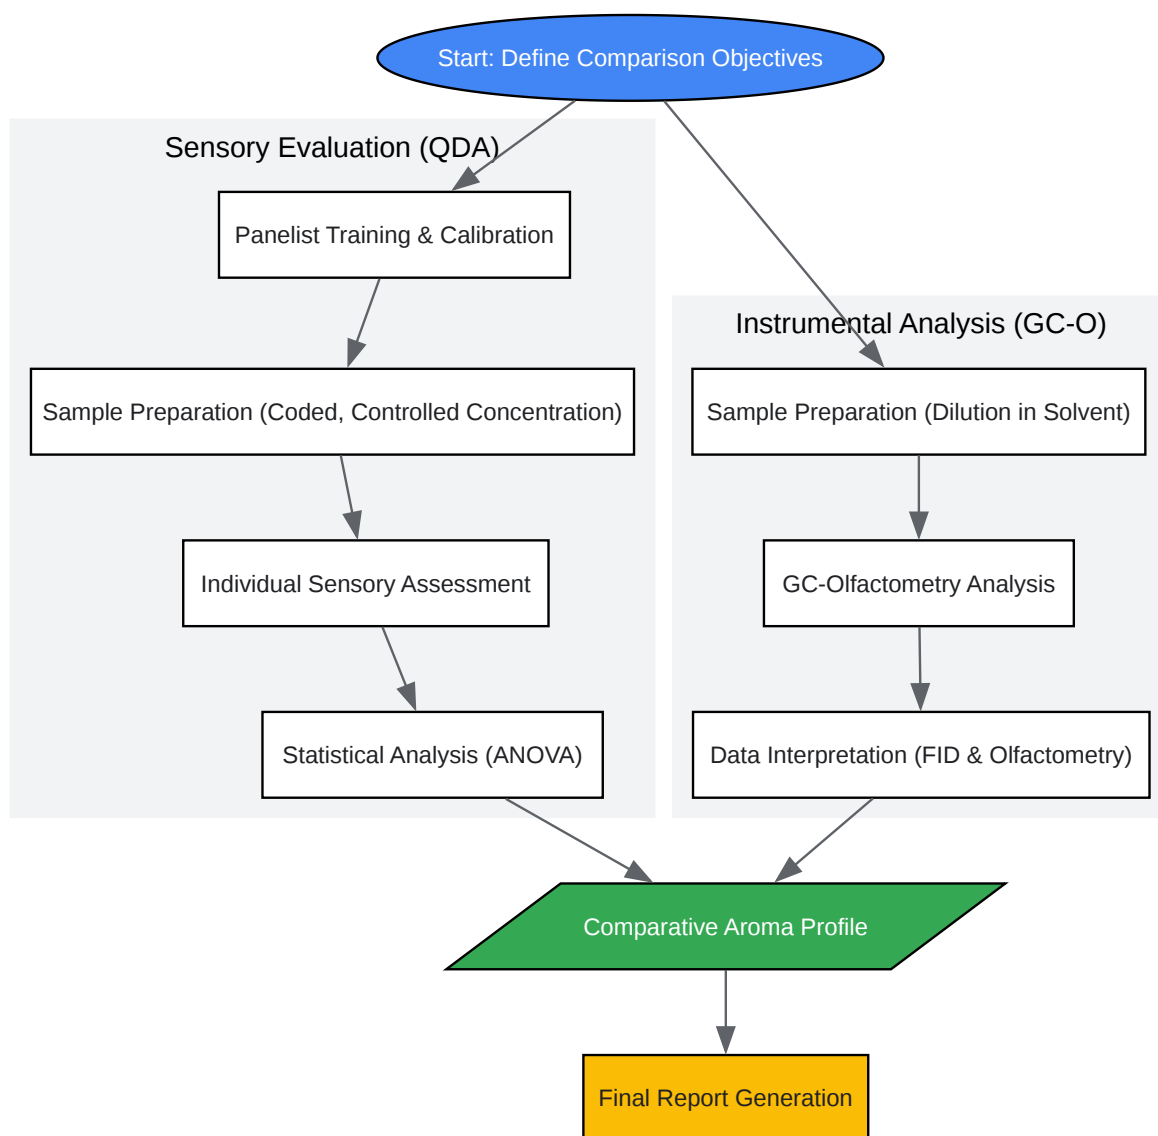 Start: Define Comparison Objectives
Sensory Evaluation (QDA)
Panelist Training & Calibration
Sample Preparation (Coded, Controlled Concentration)
Individual Sensory Assessment
Statistical Analysis (ANOVA)
Instrumental Analysis (GC-O)
Sample Preparation (Dilution in Solvent)
GC-Olfactometry Analysis
Data Interpretation (FID & Olfactometry)
Comparative Aroma Profile
Final Report Generation